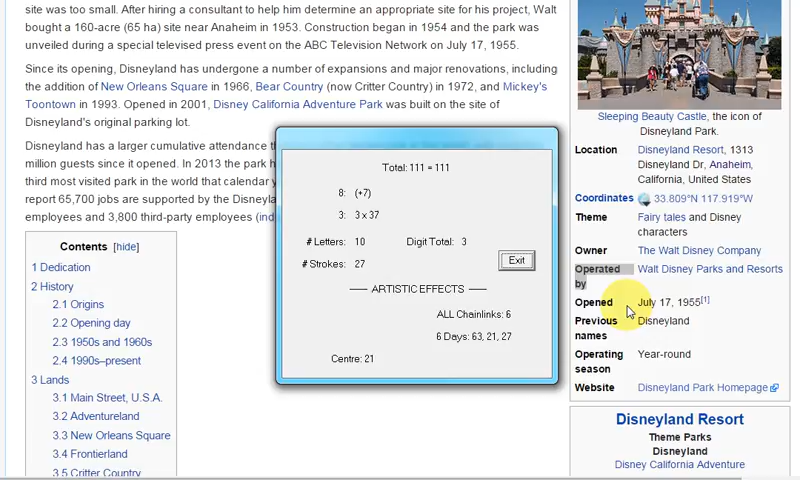 site was too small. After hiring a consultant to help him determine an appropriate site for his project, Walt
bought a 160-acre (65 ha) site near Anaheim in 1953. Construction began in 1954 and the park was
unveiled during a special televised press event on the ABC Television Network on July 17, 1955.
Since its opening, Disneyland has undergone a number of expansions and major renovations, including
the addition of New Orleans Square in 1966, Bear Country (now Critter Country) in 1972, and Mickey's
Toontown in 1993. Opened in 2001, Disney California Adventure Park was built on the site of
Disneyland's original parking lot.
Disneyland has a larger cumulative attendance
million guests since it opened. In 2013 the park
third most visited park in the world that calendar
report 65,700 jobs are supported by the Disneyl
employees and 3,800 third-party employees (ind
Contents [hide]
1 Dedication
2 History
2.1 Origins
2.2 Opening day
2.3 1950s and 1960s
2.4 1990s–present
3 Lands
3.1 Main Street, U.S.A.
3.2 Adventureland
3.3 New Orleans Square
3.4 Frontierland
3.5 Critter Country
Total: 111 = 111
8: (+7)
3: 3 x 37
# Letters: 10 Digit Total: 3
# Strokes: 27
Exit
ARTISTIC EFFECTS
ALL Chainlinks: 6
6 Days: 63, 21, 27
Centre: 21
Sleeping Beauty Castle, the icon of
Disneyland Park.
Location Disneyland Resort, 1313
Disneyland Dr, Anaheim,
California, United States
Coordinates 33.809°N 117.919°W
Theme Fairy tales and Disney
characters
Owner The Walt Disney Company
Operated Walt Disney Parks and Resorts
by
Opened July 17, 1955[1]
Previous Disneyland
names
Operating Year-round
season
Website Disneyland Park Homepage
Disneyland Resort
Theme Parks
Disneyland
Disney California Adventure